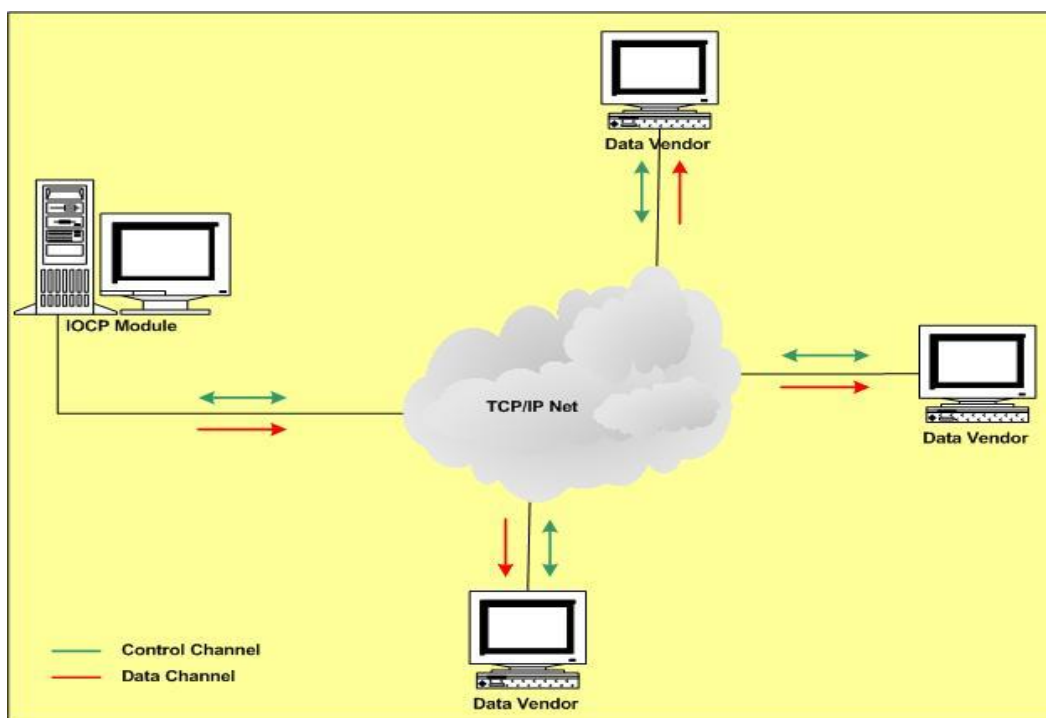 Data Vendor
IOCP Module
TCP/IP Net
Data Vendor
Control Channel
Data Channel
Data Vendor